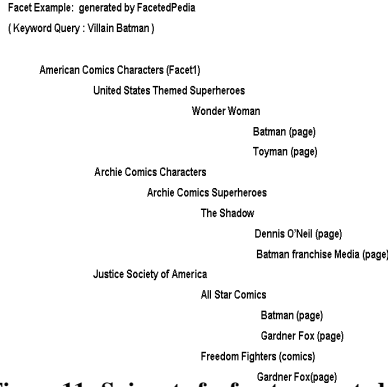 Facet Example: generated by FacetedPedia
( Keyword Query : Villain Batman )
American Comics Characters (Facet1)
United States Themed Superheroes
Wonder Woman
Batman (page)
Toyman (page)
Archie Comics Characters
Archie Comics Superheroes
The Shadow
Dennis O'Neil (page)
Batman franchise Media (page)
Justice Society of America
All Star Comics
Batman (page)
Gardner Fox (page)
Freedom Fighters (comics)
Gardner Fox(page)